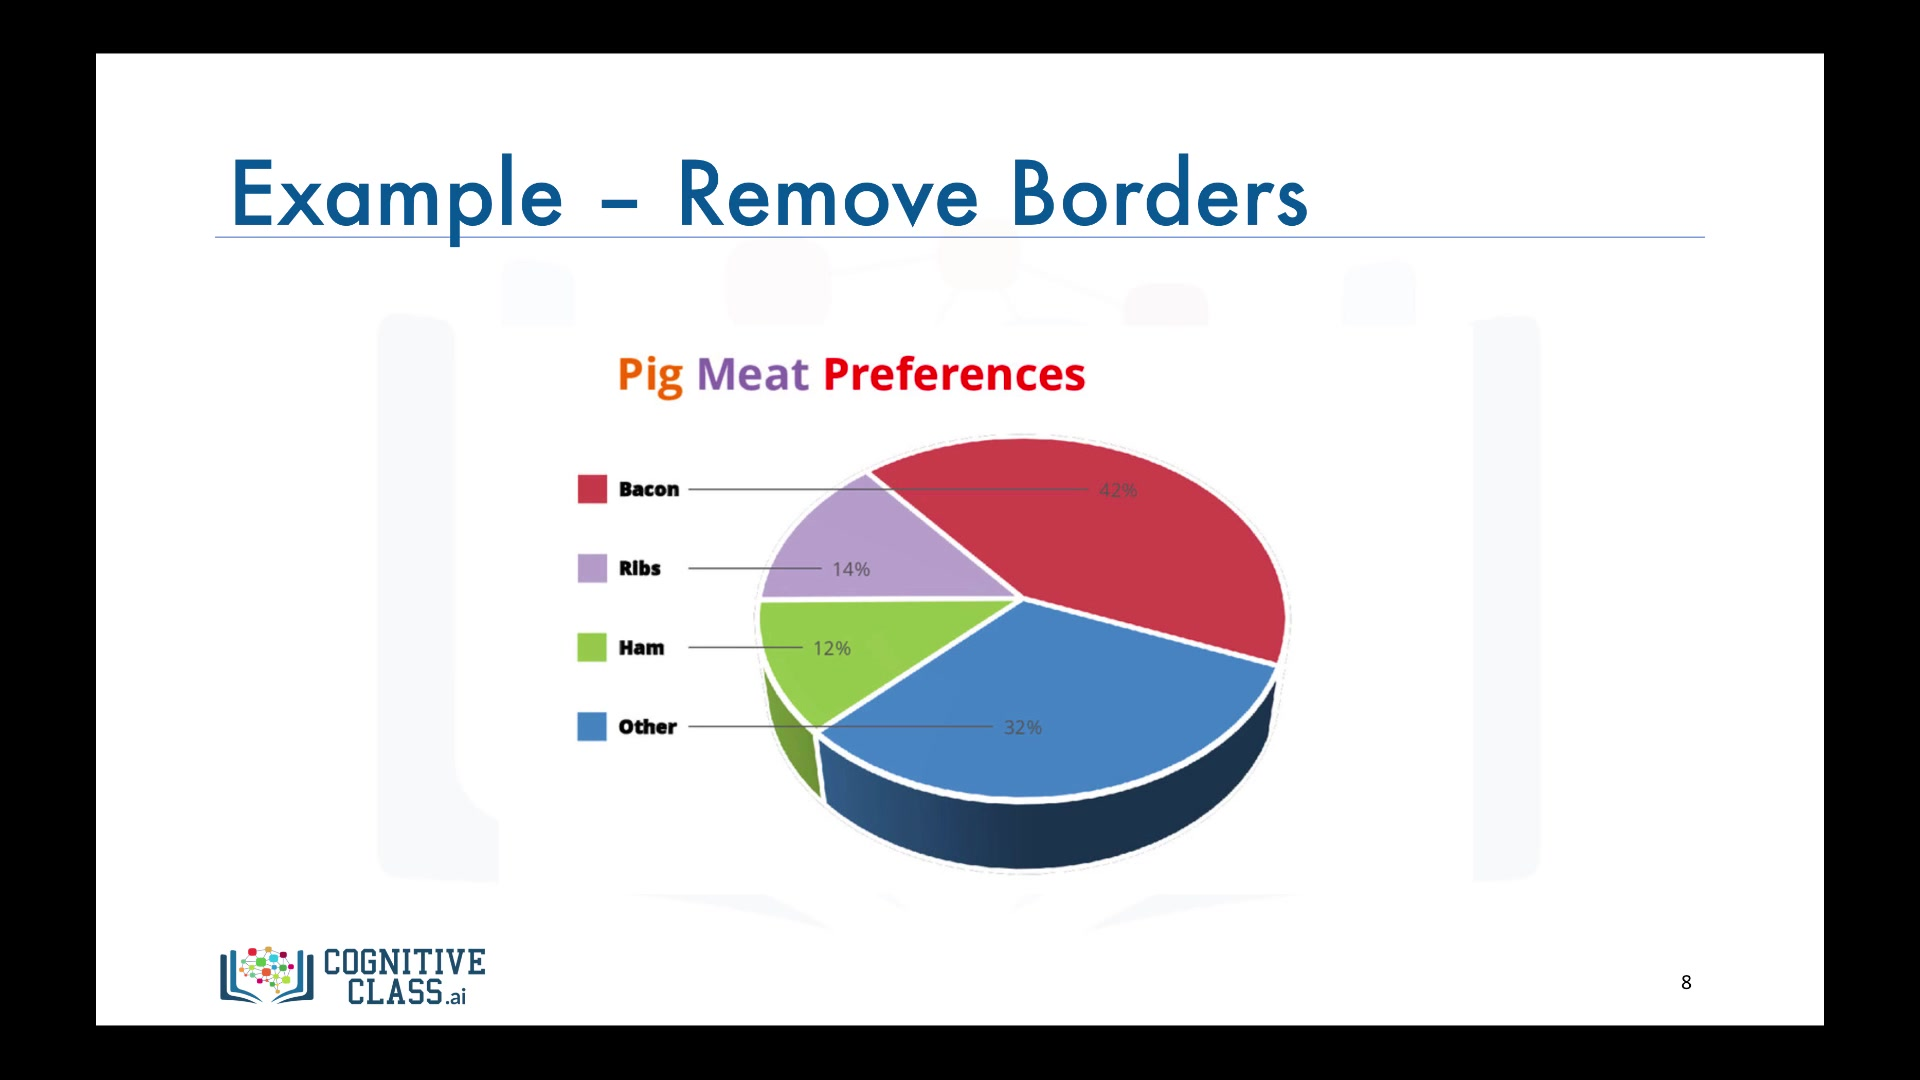 Example – Remove Borders
Pig Meat Preferences
Bacon 42%
Ribs 14%
Ham 12%
Other 32%
COGNITIVE
CLASS.ai
8